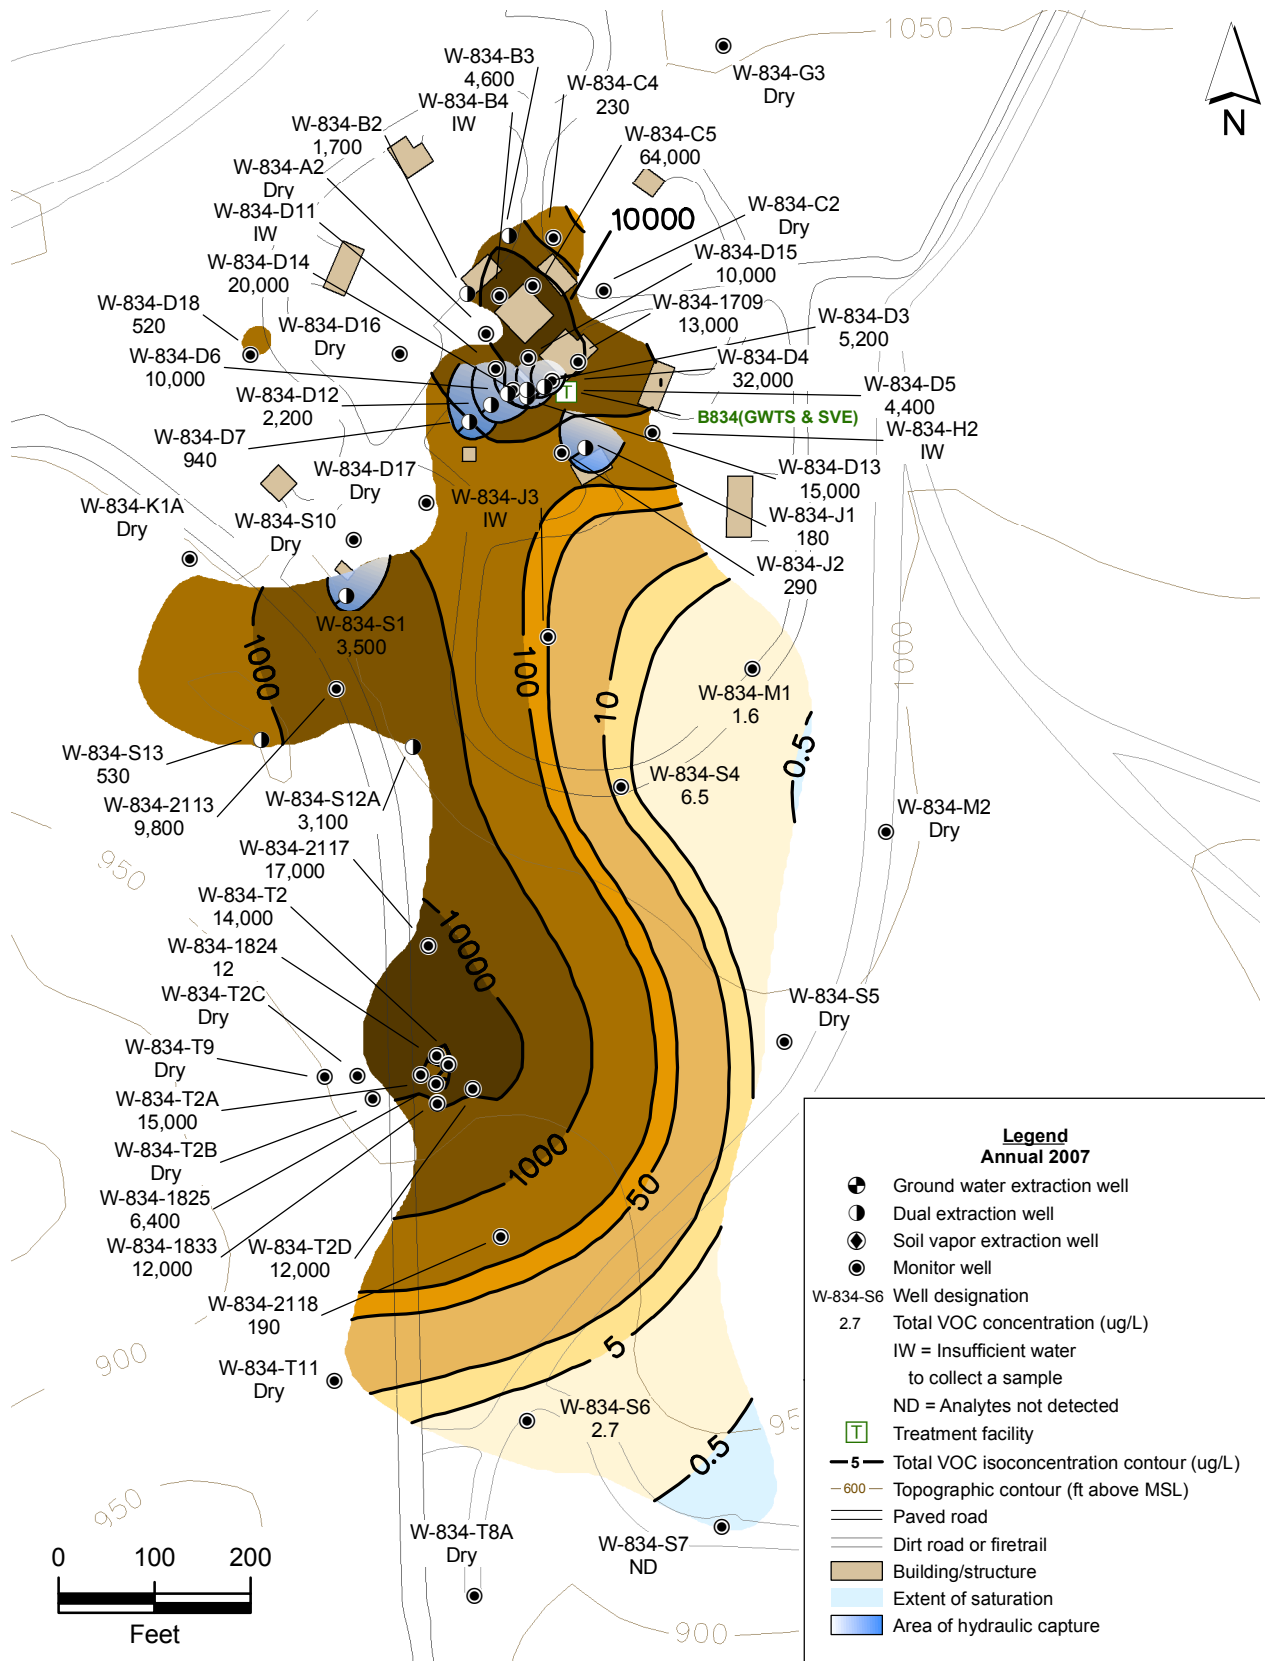 1050
W-834-B3
4,600
W-834-G3
Dry
W-834-C4
230
W-834-B4
IW
N
W-834-B2
1,700
W-834-C5
64,000
W-834-A2
Dry
W-834-D11
IW
10000
W-834-C2
Dry
W-834-D14
20,000
W-834-D15
10,000
W-834-D18
520
W-834-D16
Dry
W-834-1709
13,000
W-834-D3
5,200
W-834-D6
10,000
W-834-D4
32,000
W-834-D12
2,200
T
W-834-D5
4,400
B834(GWTS & SVE)
W-834-D7
940
W-834-H2
IW
W-834-D17
Dry
W-834-D13
15,000
W-834-K1A
Dry
W-834-S10
Dry
W-834-J3
IW
W-834-J1
180
W-834-J2
290
W-834-S1
3,500
1000
100
10
1001
W-834-M1
1.6
W-834-S13
530
0.5
W-834-S4
6.5
W-834-2113
9,800
W-834-S12A
3,100
W-834-M2
Dry
950
W-834-2117
17,000
W-834-T2
14,000
10000
W-834-1824
12
W-834-T2C
Dry
W-834-S5
Dry
W-834-T9
Dry
W-834-T2A
15,000
W-834-T2B
Dry
1000
50
W-834-1825
6,400
W-834-1833
12,000
W-834-T2D
12,000
W-834-2118
190
900
5
W-834-T11
Dry
W-834-S6
2.7
95
0.5
950
W-834-T8A
Dry
W-834-S7
ND
900
0 100 200
Feet
Legend
Annual 2007
Ground water extraction well
Dual extraction well
Soil vapor extraction well
Monitor well
W-834-S6 Well designation
2.7 Total VOC concentration (ug/L)
IW = Insufficient water
to collect a sample
ND = Analytes not detected
T Treatment facility
5 Total VOC isoconcentration contour (ug/L)
600 Topographic contour (ft above MSL)
Paved road
Dirt road or firetrail
Building/structure
Extent of saturation
Area of hydraulic capture